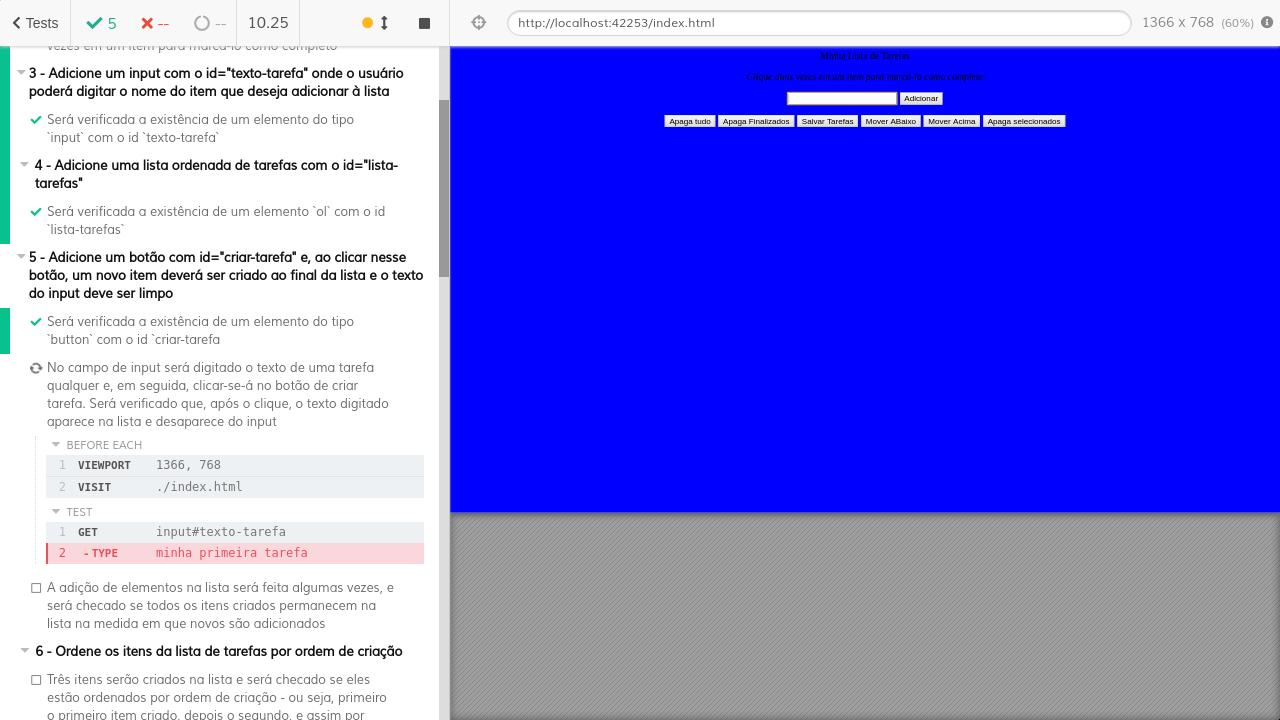 Tests
5
--
--
10.25
http://localhost:42253/index.html
1366 x 768 (60%)
vezes em um item para marcá-lo como completo
3 - Adicione um input com o id="texto-tarefa" onde o usuário
poderá digitar o nome do item que deseja adicionar à lista
Será verificada a existência de um elemento do tipo
`input` com o id `texto-tarefa`
4 - Adicione uma lista ordenada de tarefas com o id="lista-
tarefas"
Será verificada a existência de um elemento `ol` com o id
`lista-tarefas`
5 - Adicione um botão com id="criar-tarefa" e, ao clicar nesse
botão, um novo item deverá ser criado ao final da lista e o texto
do input deve ser limpo
Será verificada a existência de um elemento do tipo
`button` com o id `criar-tarefa
No campo de input será digitado o texto de uma tarefa
qualquer e, em seguida, clicar-se-á no botão de criar
tarefa. Será verificado que, após o clique, o texto digitado
aparece na lista e desaparece do input
BEFORE EACH
1 VIEWPORT 1366, 768
2 VISIT ./index.html
TEST
1 GET input#texto-tarefa
2 -TYPE minha primeira tarefa
A adição de elementos na lista será feita algumas vezes, e
será checado se todos os itens criados permanecem na
lista na medida em que novos são adicionados
6 - Ordene os itens da lista de tarefas por ordem de criação
Três itens serão criados na lista e será checado se eles
estão ordenados por ordem de criação - ou seja, primeiro
o primeiro item criado, depois o segundo, e assim por
Minha Lista de Tarefas
Clique duas vezes em um item para marcá-lo como completo
Adicionar
Apaga tudo Apaga Finalizados Salvar Tarefas Mover ABaixo Mover Acima Apaga selecionados